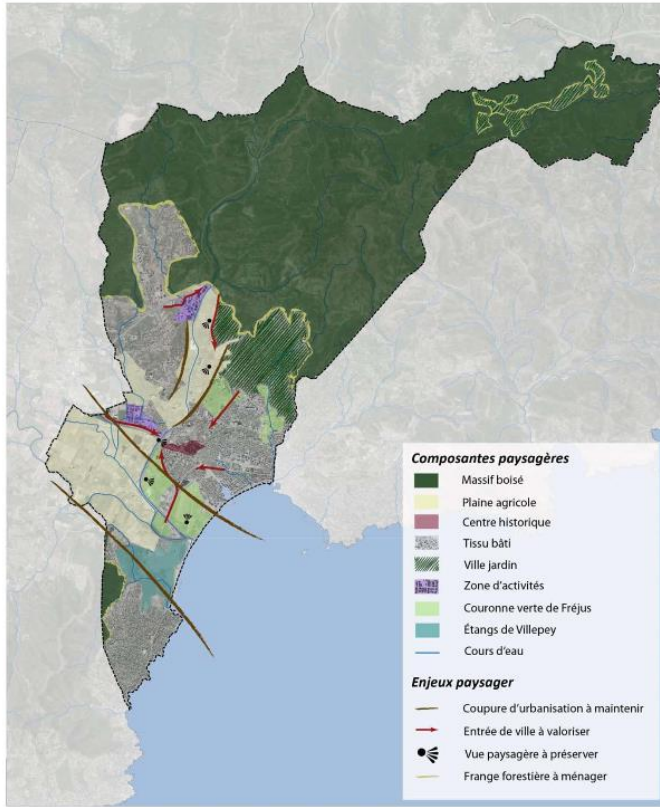 Composantes paysagères
Massif boisé
Plaine agricole
Centre historique
Tissu bâti
Ville jardin
Zone d'activités
Couronne verte de Fréjus
Étangs de Villepey
Cours d'eau
Enjeux paysager
Coupure d'urbanisation à maintenir
Entrée de ville à valoriser
Vue paysagère à préserver
Frange forestière à ménager